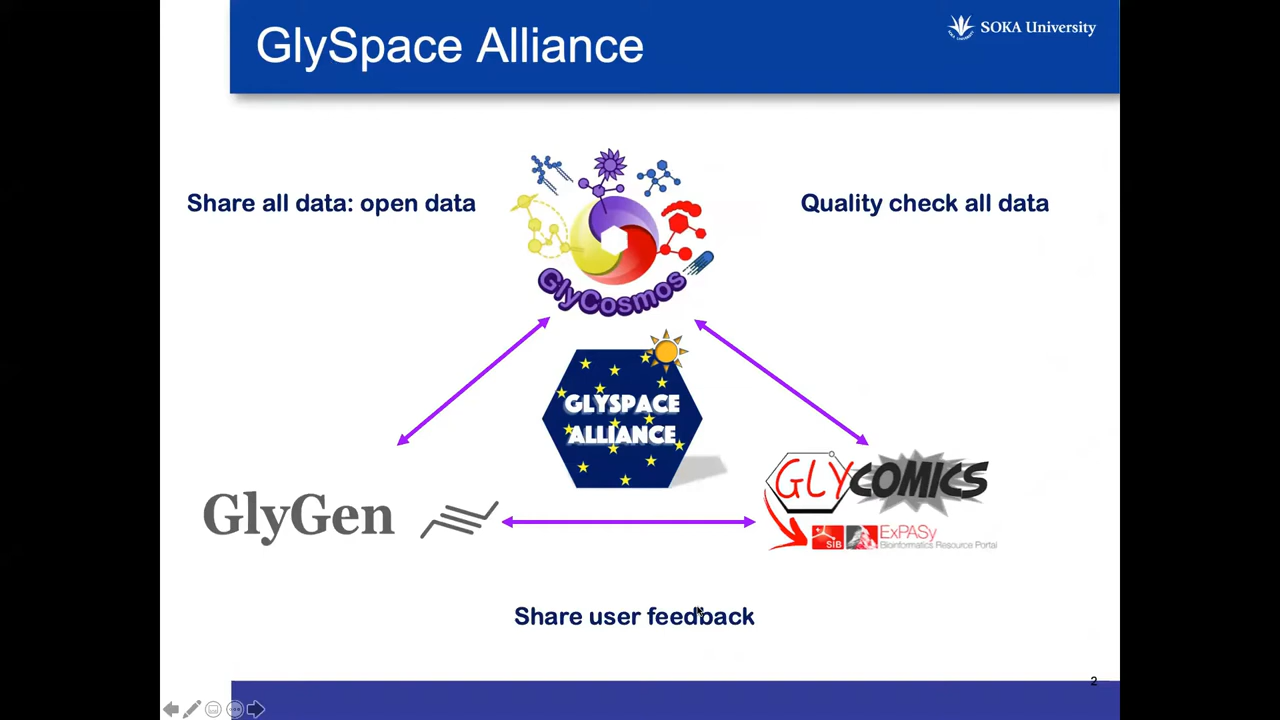 GlySpace Alliance
SOKA University
Share all data: open data
Quality check all data
GlyCosmos
GLYSPACE
ALLIANCE
GlyGen
GLYCOMICS
SIB
ExPASy
Bioinformatics Resource Portal
Share user feedback
2